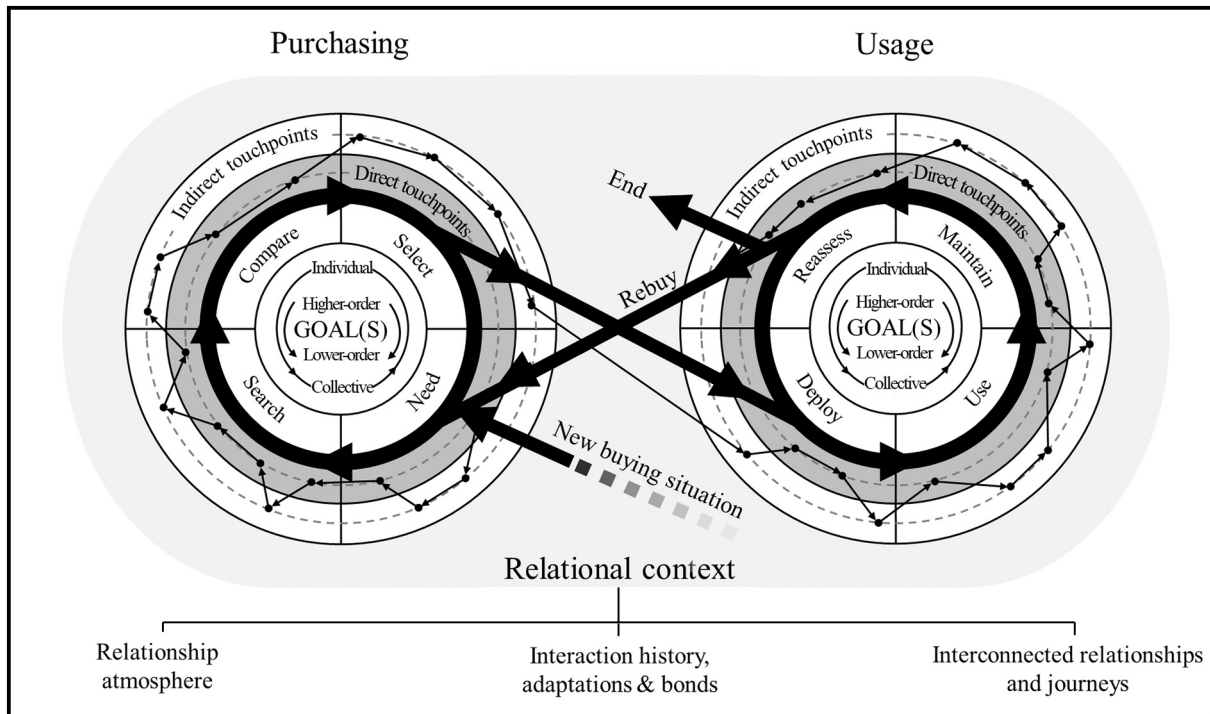 Purchasing
Usage
Indirect touchpoints
Direct touchpoints
Compare
Select
Search
Need
Individual
Higher-order
GOAL(S)
Lower-order
Collective
End
Rebuy
New buying situation
Indirect touchpoints
Direct touchpoints
Reassess
Maintain
Deploy
Use
Individual
Higher-order
GOAL(S)
Lower-order
Collective
Relational context
Relationship
atmosphere
Interaction history,
adaptations & bonds
Interconnected relationships
and journeys